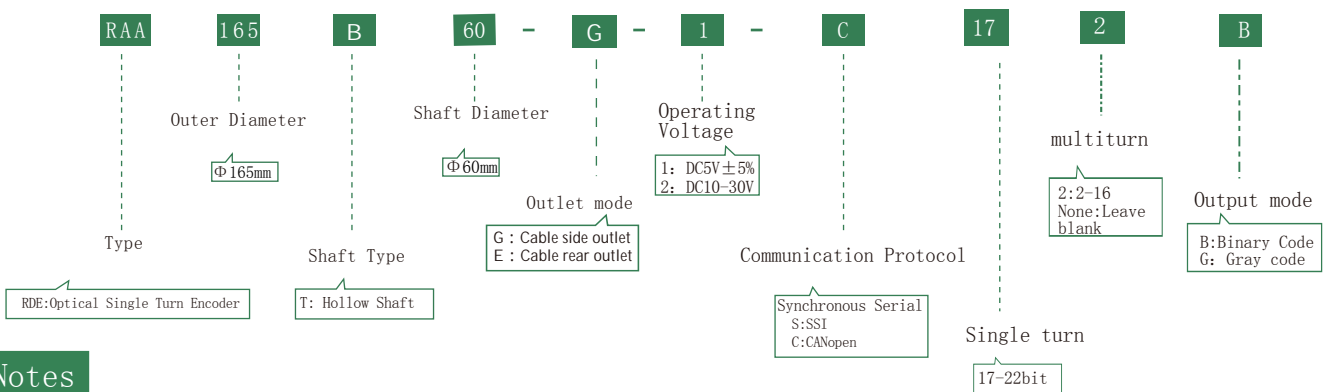 RAA 165 B 60 - G - 1 - C 17 2 B
Outer Diameter
Φ165mm
Shaft Diameter
Φ60mm
Operating
Voltage
1: DC5V±5%
2: DC10-30V
multiturn
2:2-16
None:Leave
blank
Outlet mode
G : Cable side outlet
E : Cable rear outlet
Output mode
B:Binary Code
G: Gray code
Type
RDE:Optical Single Turn Encoder
Shaft Type
T: Hollow Shaft
Communication Protocol
Synchronous Serial
S:SSI
C:CANopen
Single turn
17-22bit
Notes